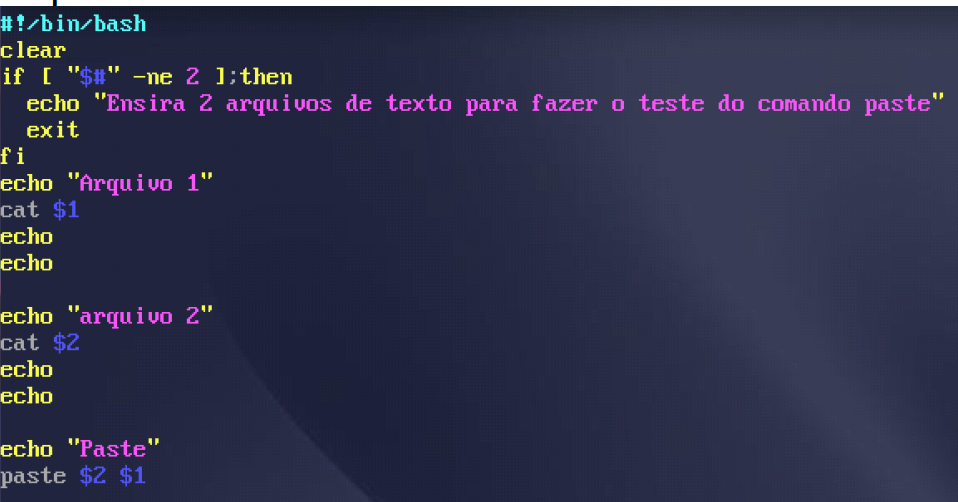 #!/bin/bash
clear
if [ "$#" -ne 2 ];then
  echo "Ensira 2 arquivos de texto para fazer o teste do comando paste"
  exit
fi
echo "Arquivo 1"
cat $1
echo
echo

echo "arquivo 2"
cat $2
echo
echo

echo "Paste"
paste $2 $1